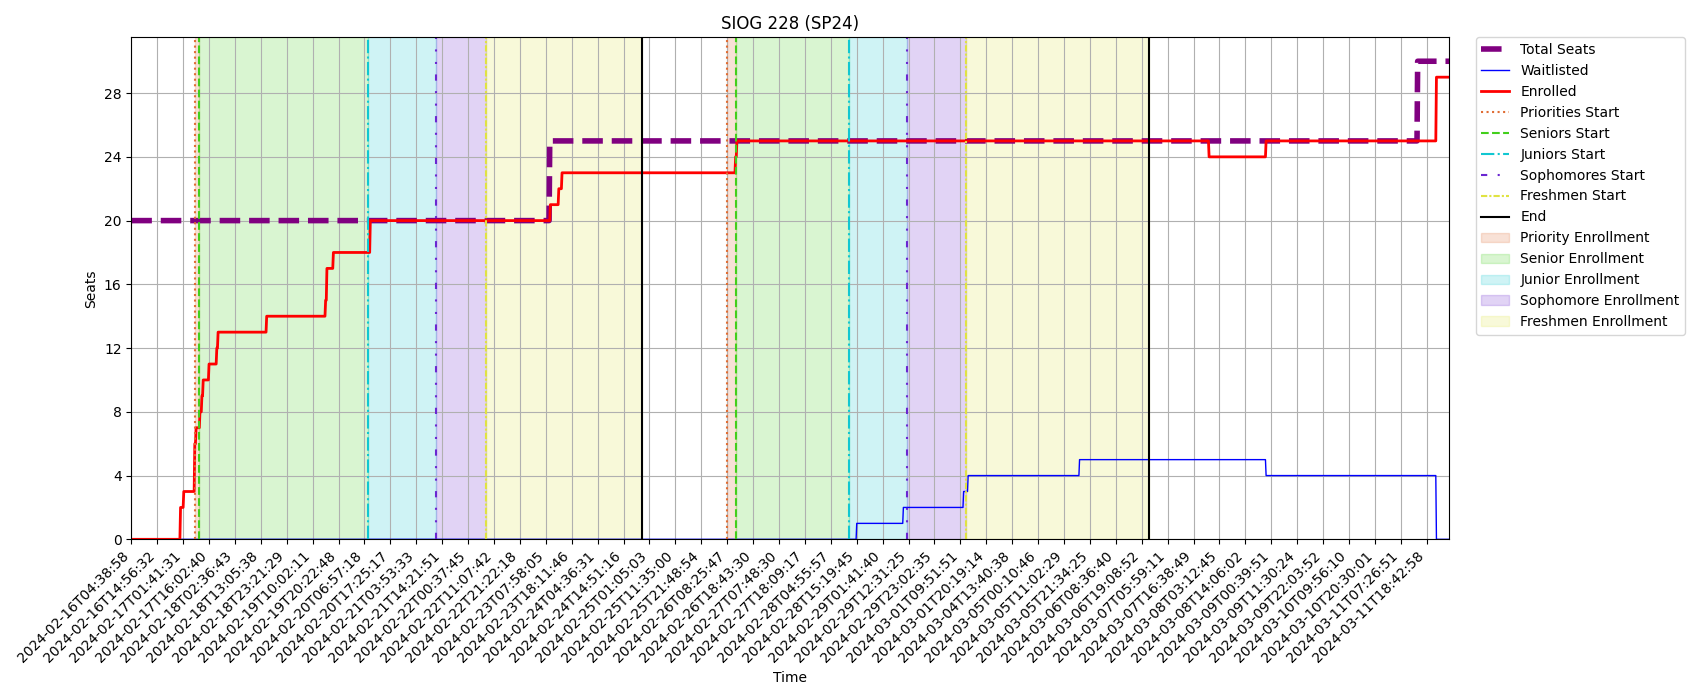 SIOG 228 (SP24)
Total Seats
Waitlisted
Enrolled
Priorities Start
Seniors Start
Juniors Start
Sophomores Start
Freshmen Start
End
Priority Enrollment
Senior Enrollment
Junior Enrollment
Sophomore Enrollment
Freshmen Enrollment
Seats
28
24
20
16
12
8
4
0
2024-02-16T04:38:58
2024-02-16T14:56:32
2024-02-17T01:41:31
2024-02-17T16:02:40
2024-02-18T02:36:43
2024-02-18T13:05:39
2024-02-18T23:21:29
2024-02-19T10:02:11
2024-02-19T20:22:48
2024-02-20T06:57:18
2024-02-20T17:25:17
2024-02-21T03:53:33
2024-02-21T14:21:51
2024-02-22T00:37:45
2024-02-22T11:07:42
2024-02-22T21:22:18
2024-02-23T07:58:05
2024-02-23T18:11:46
2024-02-24T04:36:31
2024-02-24T14:51:16
2024-02-25T01:05:03
2024-02-25T11:35:00
2024-02-25T21:48:54
2024-02-26T08:25:47
2024-02-26T18:43:30
2024-02-27T07:48:30
2024-02-27T18:09:17
2024-02-28T04:55:57
2024-02-28T15:19:45
2024-02-29T01:41:40
2024-02-29T12:31:25
2024-02-29T23:02:35
2024-03-01T09:51:51
2024-03-01T20:19:14
2024-03-04T13:40:38
2024-03-05T00:10:46
2024-03-05T11:02:29
2024-03-05T21:34:25
2024-03-06T08:36:40
2024-03-06T19:08:52
2024-03-07T05:59:11
2024-03-07T16:38:49
2024-03-08T03:12:45
2024-03-08T14:06:02
2024-03-09T00:39:51
2024-03-09T11:30:24
2024-03-09T22:03:52
2024-03-10T09:56:10
2024-03-10T20:30:01
2024-03-11T07:26:51
2024-03-11T18:42:58
Time